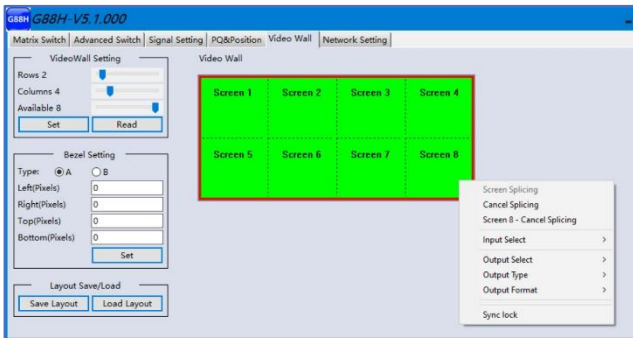 G88H G88H-V5.1.000
Matrix Switch Advanced Switch Signal Setting PQ&Position Video Wall Network Setting
VideoWall Setting
Rows 2
Columns 4
Available 8
Set Read
Bezel Setting
Type: A B
Left(Pixels) 0
Right(Pixels) 0
Top(Pixels) 0
Bottom(Pixels) 0
Set
Layout Save/Load
Save Layout Load Layout
Video Wall
Screen 1 Screen 2 Screen 3 Screen 4
Screen 5 Screen 6 Screen 7 Screen 8
Screen Splicing
Cancel Splicing
Screen 8 - Cancel Splicing
Input Select >
Output Select >
Output Type >
Output Format >
Sync lock